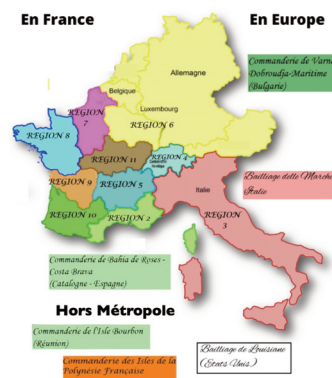 En France
En Europe
Commanderie de Varna
Dobroudja-Maritime
(Bulgarie)
Allemagne
Belgique
REGION
7
Luxembourg
REGION 6
REGION 8
REGION 11
REGION 4
Bailliage delle Marche
Italie
REGION 9
REGION 5
Italie
REGION 10
REGION 2
REGION
3
Commanderie de Bahia de Roses -
Costa Brava
(Catalogne - Espagne)
Hors Métropole
Commanderie de l'Isle Bourbon
(Réunion)
Bailliage de Louisiane
(Etats Unis)
Commanderie des Isles de la
Polynésie Française